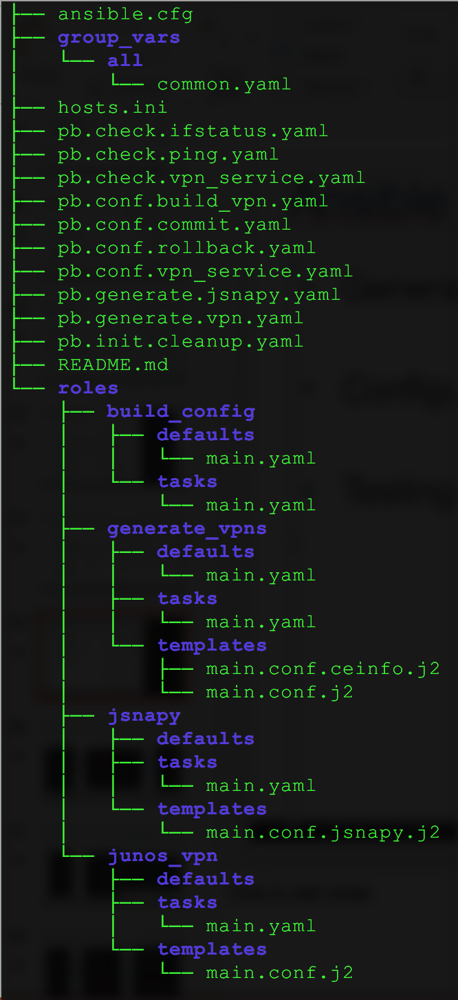 ├── ansible.cfg
├── group_vars
│   └── all
│       └── common.yaml
├── hosts.ini
├── pb.check.ifstatus.yaml
├── pb.check.ping.yaml
├── pb.check.vpn_service.yaml
├── pb.conf.build_vpn.yaml
├── pb.conf.commit.yaml
├── pb.conf.rollback.yaml
├── pb.conf.vpn_service.yaml
├── pb.generate.jsnapy.yaml
├── pb.generate.vpn.yaml
├── pb.init.cleanup.yaml
├── README.md
└── roles
    ├── build_config
    │   ├── defaults
    │   │   └── main.yaml
    │   └── tasks
    │       └── main.yaml
    ├── generate_vpns
    │   ├── defaults
    │   │   └── main.yaml
    │   ├── tasks
    │   │   └── main.yaml
    │   └── templates
    │       ├── main.conf.ceinfo.j2
    │       └── main.conf.j2
    ├── jsnapy
    │   ├── defaults
    │   ├── tasks
    │   │   └── main.yaml
    │   └── templates
    │       └── main.conf.jsnapy.j2
    └── junos_vpn
        ├── defaults
        ├── tasks
        │   └── main.yaml
        └── templates
            └── main.conf.j2